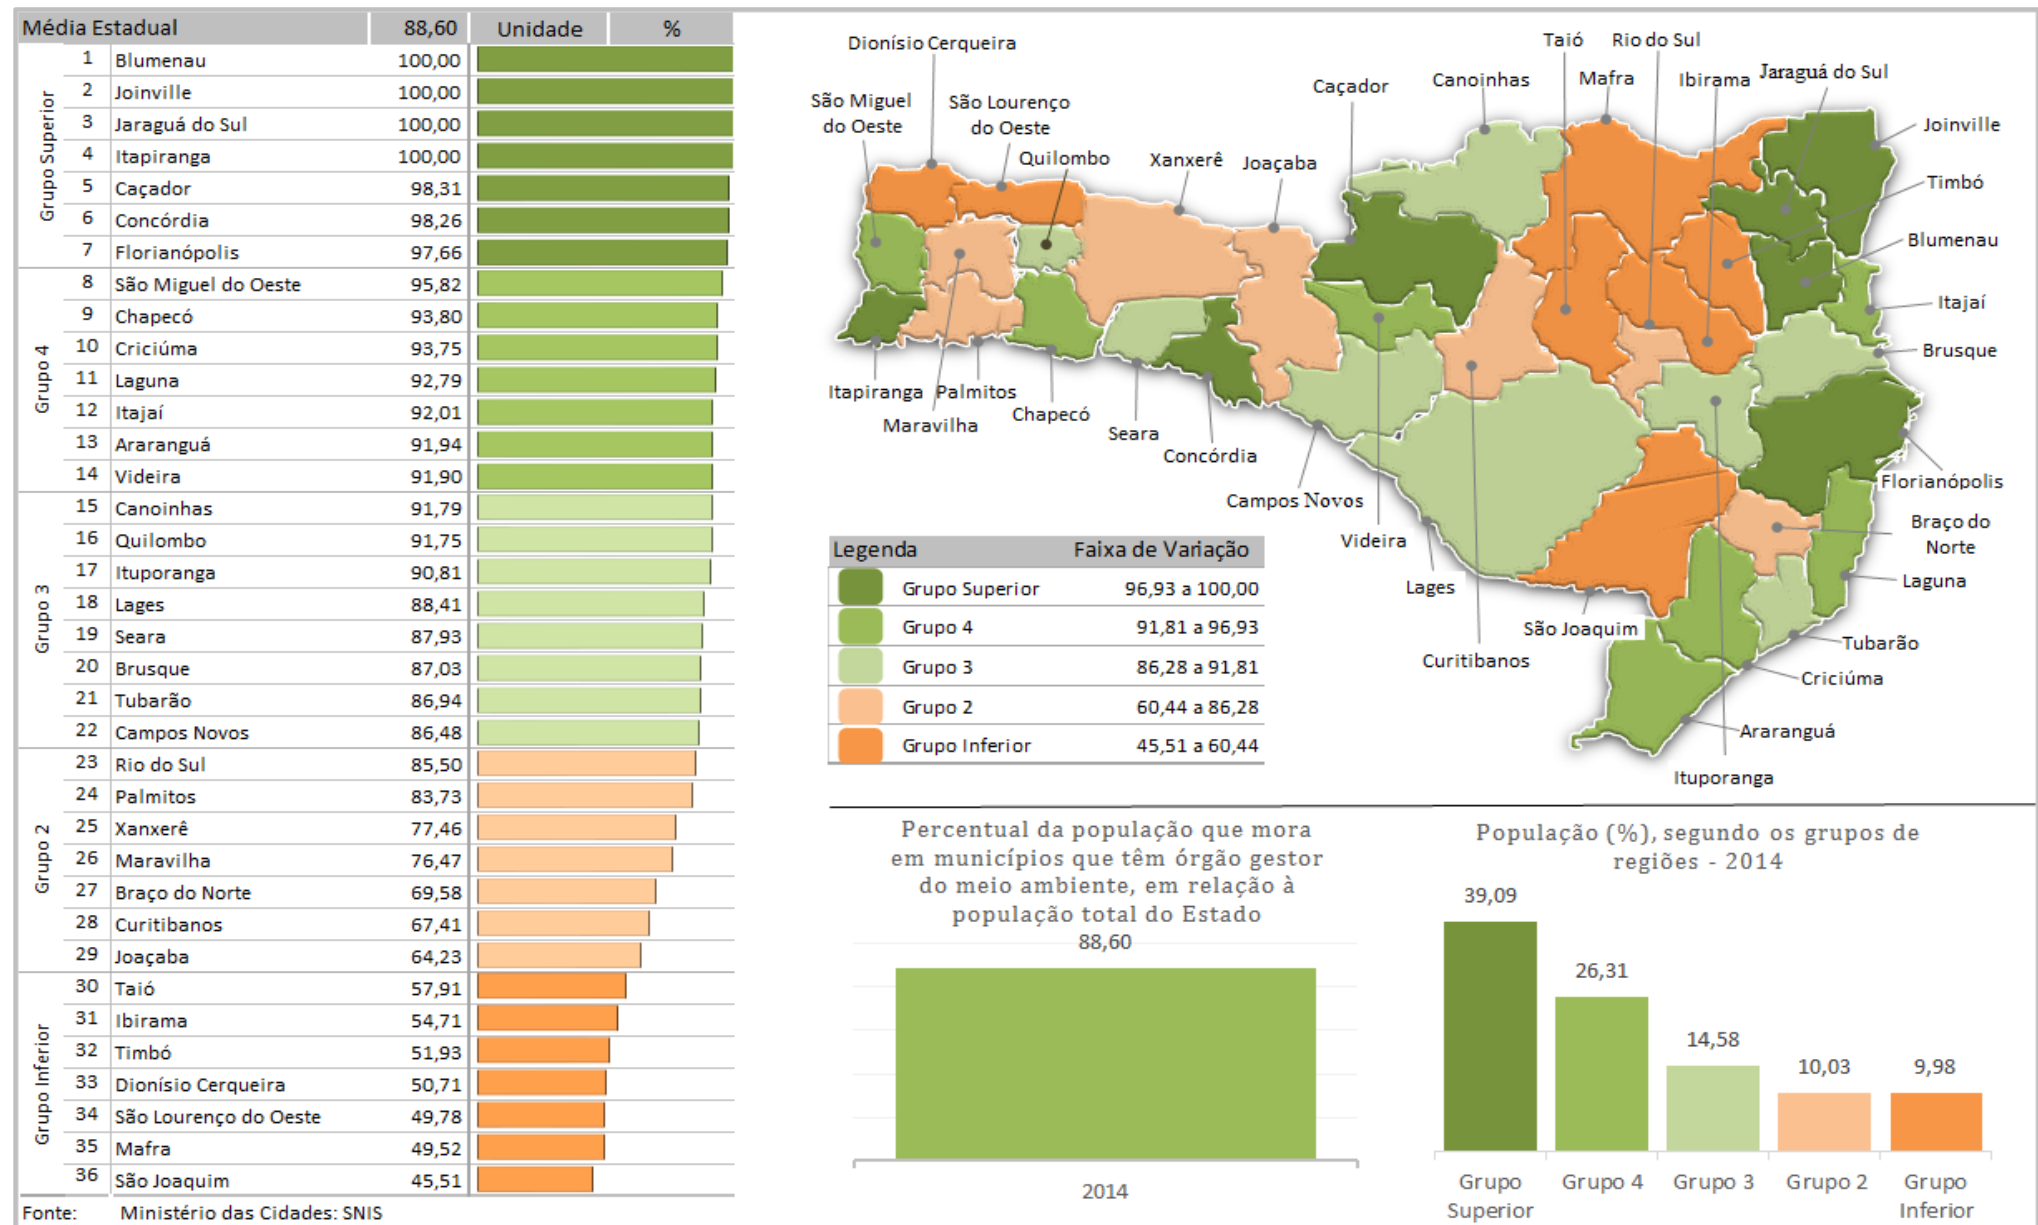 Média Estadual 88,60 Unidade %
Grupo Superior
1 Blumenau 100,00
2 Joinville 100,00
3 Jaraguá do Sul 100,00
4 Itapiranga 100,00
5 Caçador 98,31
6 Concórdia 98,26
7 Florianópolis 97,66
Grupo 4
8 São Miguel do Oeste 95,82
9 Chapecó 93,80
10 Criciúma 93,75
11 Laguna 92,79
12 Itajaí 92,01
13 Araranguá 91,94
14 Videira 91,90
Grupo 3
15 Canoinhas 91,79
16 Quilombo 91,75
17 Ituporanga 90,81
18 Lages 88,41
19 Seara 87,93
20 Brusque 87,03
21 Tubarão 86,94
22 Campos Novos 86,48
Grupo 2
23 Rio do Sul 85,50
24 Palmitos 83,73
25 Xanxerê 77,46
26 Maravilha 76,47
27 Braço do Norte 69,58
28 Curitibanos 67,41
29 Joaçaba 64,23
Grupo Inferior
30 Taió 57,91
31 Ibirama 54,71
32 Timbó 51,93
33 Dionísio Cerqueira 50,71
34 São Lourenço do Oeste 49,78
35 Mafra 49,52
36 São Joaquim 45,51
Fonte: Ministério das Cidades: SNIS
Dionísio Cerqueira
São Miguel
do Oeste
São Lourenço
do Oeste
Quilombo
Xanxerê
Joaçaba
Caçador
Canoinhas
Taió
Mafra
Rio do Sul
Ibirama
Jaraguá do Sul
Joinville
Timbó
Blumenau
Itajaí
Brusque
Florianópolis
Braço do
Norte
Laguna
Tubarão
Criciúma
Araranguá
Ituporanga
Itapiranga
Palmitos
Maravilha
Chapecó
Seara
Concórdia
Campos Novos
Videira
Lages
São Joaquim
Curitibanos
Legenda Faixa de Variação
Grupo Superior 96,93 a 100,00
Grupo 4 91,81 a 96,93
Grupo 3 86,28 a 91,81
Grupo 2 60,44 a 86,28
Grupo Inferior 45,51 a 60,44
Percentual da população que mora
em municípios que têm órgão gestor
do meio ambiente, em relação à
população total do Estado
88,60
2014
População (%), segundo os grupos de
regiões - 2014
39,09
26,31
14,58
10,03
9,98
Grupo
Superior
Grupo 4
Grupo 3
Grupo 2
Grupo
Inferior